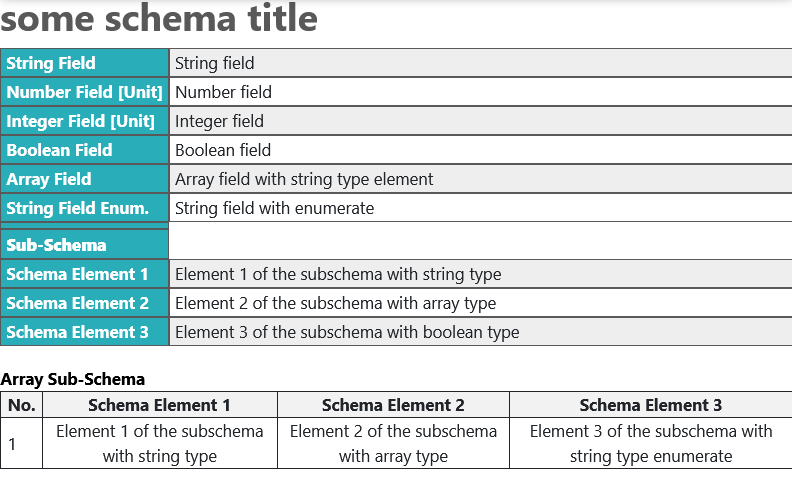 some schema title
String Field String field
Number Field [Unit] Number field
Integer Field [Unit] Integer field
Boolean Field Boolean field
Array Field Array field with string type element
String Field Enum. String field with enumerate
Sub-Schema
Schema Element 1 Element 1 of the subschema with string type
Schema Element 2 Element 2 of the subschema with array type
Schema Element 3 Element 3 of the subschema with boolean type
Array Sub-Schema
No. Schema Element 1 Schema Element 2 Schema Element 3
1 Element 1 of the subschema Element 2 of the subschema Element 3 of the subschema with
with string type with array type string type enumerate